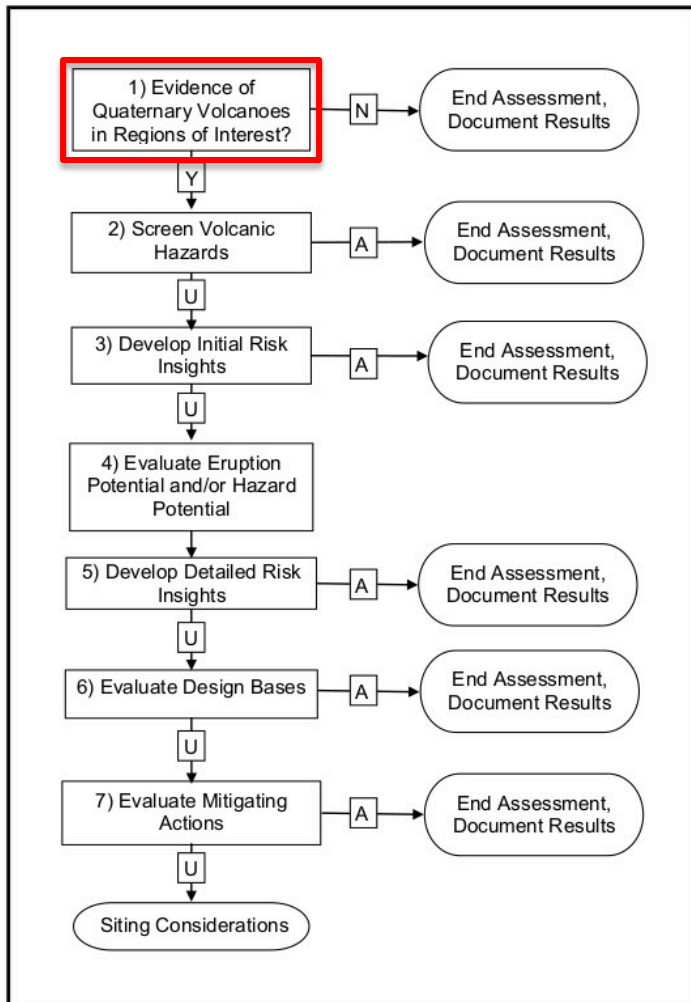 1) Evidence of
Quaternary Volcanoes
in Regions of Interest?
N
End Assessment,
Document Results
Y
2) Screen Volcanic
Hazards
A
End Assessment,
Document Results
U
3) Develop Initial Risk
Insights
A
End Assessment,
Document Results
U
4) Evaluate Eruption
Potential and/or Hazard
Potential
5) Develop Detailed Risk
Insights
A
End Assessment,
Document Results
U
6) Evaluate Design Bases
A
End Assessment,
Document Results
U
7) Evaluate Mitigating
Actions
A
End Assessment,
Document Results
U
Siting Considerations